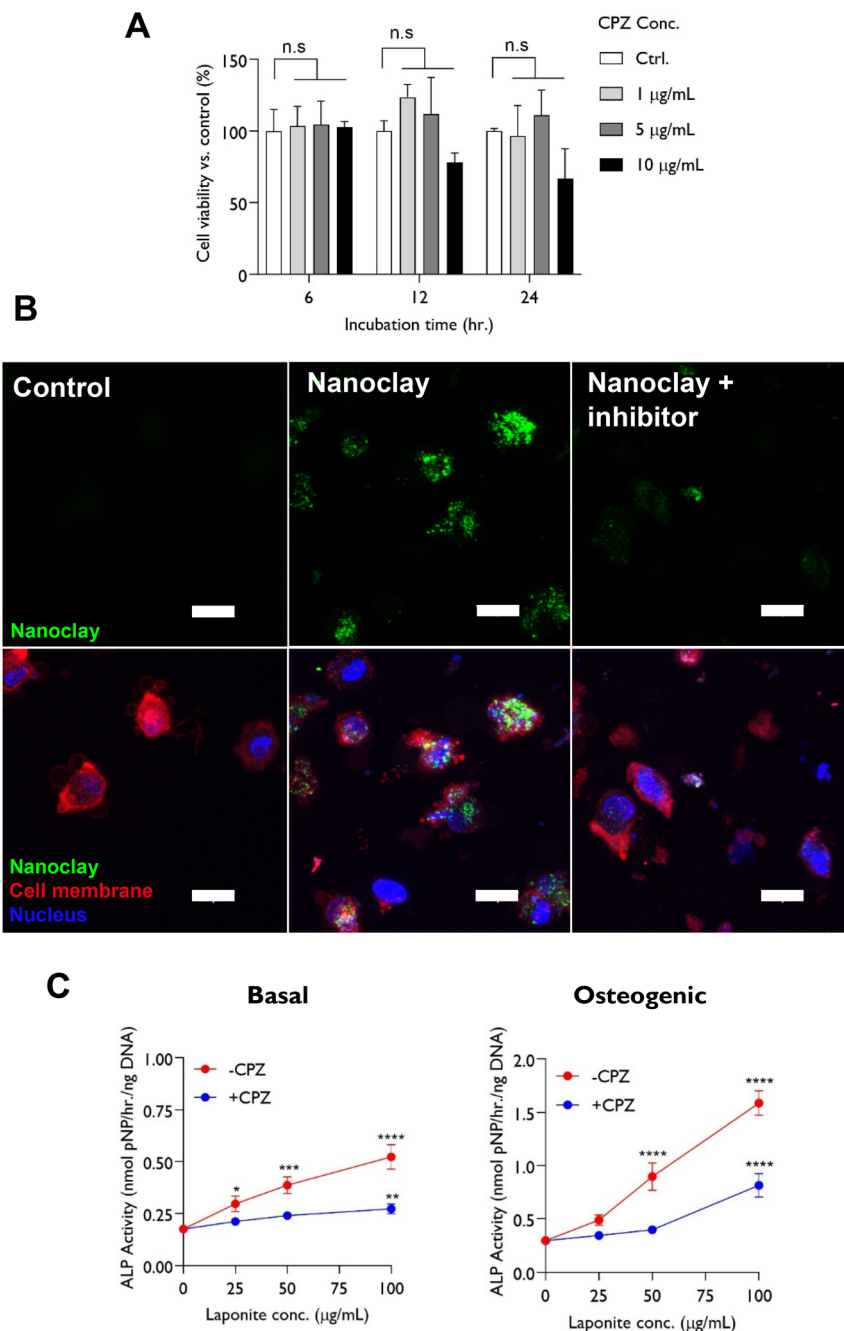 A
CPZ Conc.
Ctrl.
1 μg/mL
5 μg/mL
10 μg/mL
n.s
n.s
n.s
Cell viability vs. control (%)
150
100
50
0
6
12
24
Incubation time (hr.)
B
Control
Nanoclay
Nanoclay +
inhibitor
Nanoclay
Nanoclay
Cell membrane
Nucleus
C
Basal
ALP Activity (nmol pNP/hr./ng DNA)
1.00
0.75
0.50
0.25
0.00
-CPZ
+CPZ
*
***
****
**
0
25
50
100
Laponite conc. (μg/mL)
Osteogenic
ALP Activity (nmol pNP/hr./ng DNA)
2.0
1.5
1.0
0.5
0.0
-CPZ
+CPZ
****
****
****
0
25
50
100
Laponite conc. (μg/mL)